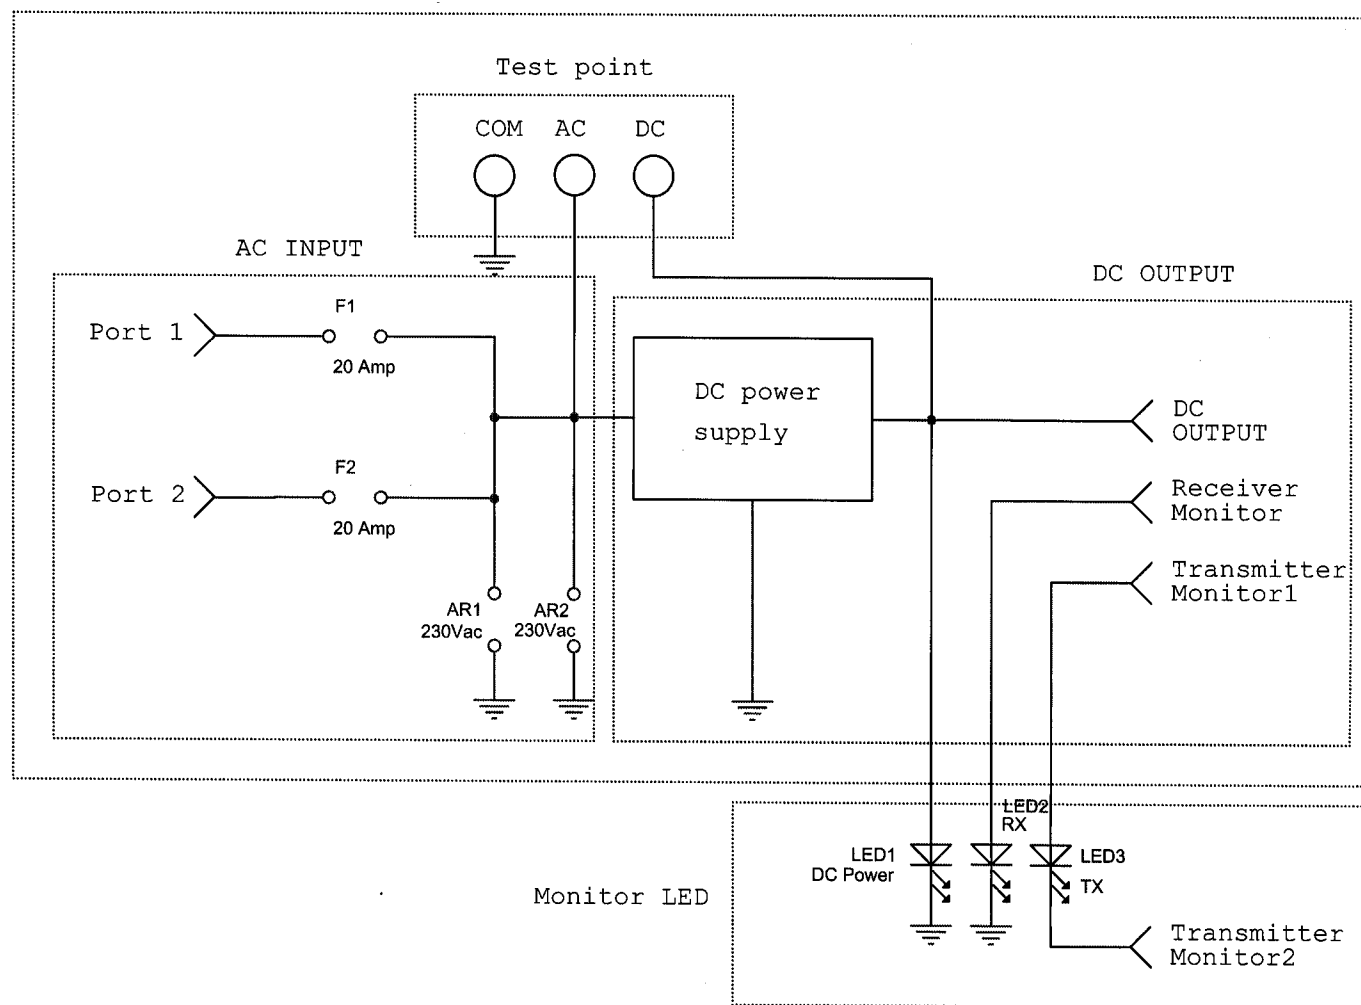 Test point
COM AC DC
AC INPUT
DC OUTPUT
Port 1
F1
20 Amp
DC power
supply
DC
OUTPUT
Port 2
F2
20 Amp
Receiver
Monitor
Transmitter
Monitor1
AR1
230Vac
AR2
230Vac
LED2
RX
LED1
DC Power
LED3
TX
Monitor LED
Transmitter
Monitor2